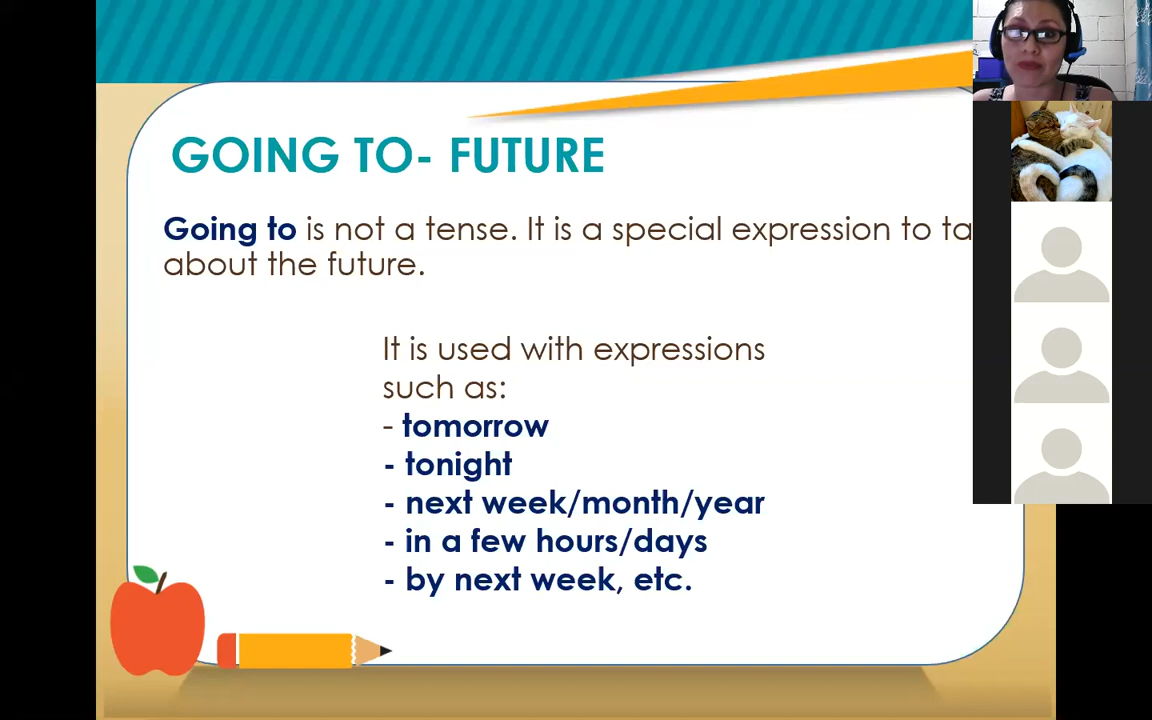 GOING TO- FUTURE
Going to is not a tense. It is a special expression to ta
about the future.
It is used with expressions
such as:
- tomorrow
- tonight
- next week/month/year
- in a few hours/days
- by next week, etc.